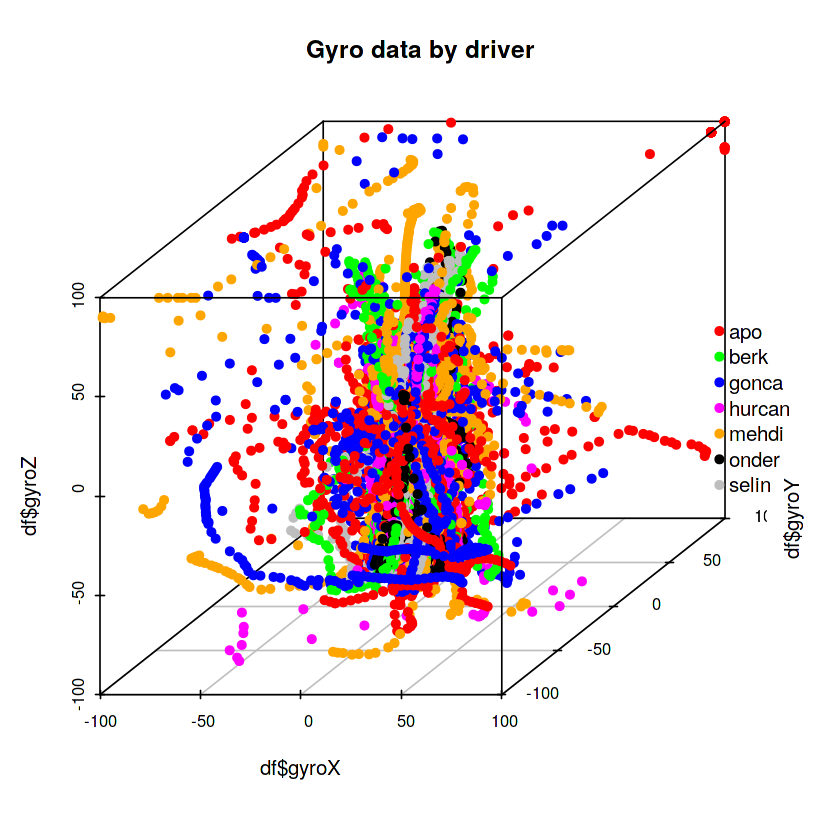 Gyro data by driver
100
50
0
-50
-100
df$gyroZ
-100
-50
0
50
100
df$gyroX
-100
-50
0
50
df$gyroY
apo
berk
gonca
hurcan
mehdi
onder
selin